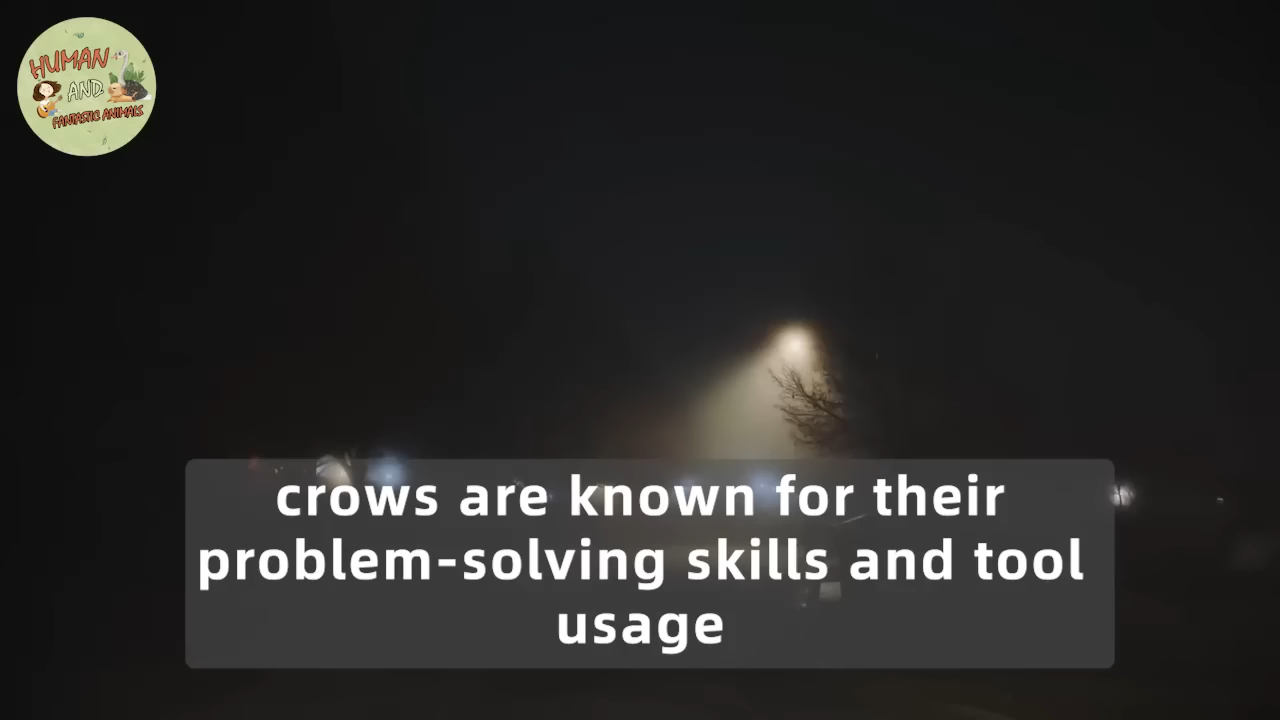 HUMAN
AND
FANTASTIC ANIMALS
crows are known for their
problem-solving skills and tool
usage